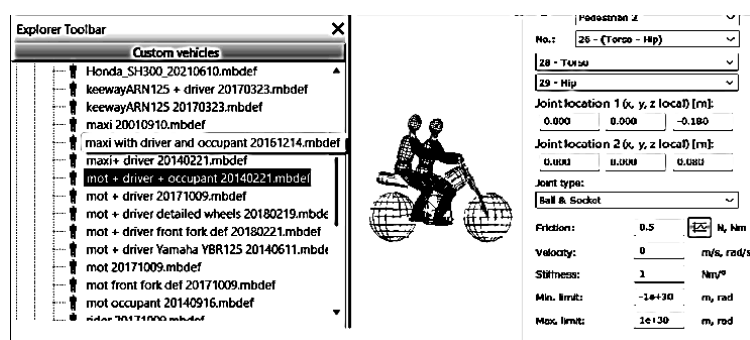 Explorer Toolbar
Custom vehicles
Honda_SH300_20210610.mbdef
keewayARN125 + driver 20170323.mbdef
keewayARN125 20170323.mbdef
maxi 20010910.mbdef
maxi with driver and occupant 20161214.mbdef
maxi+ driver 20140221.mbdef
mot + driver + occupant 20140221.mbdef
mot + driver 20171009.mbdef
mot + driver detailed wheels 20180219.mbde
mot + driver front fork def 20180221.mbdef
mot + driver Yamaha YBR125 20140611.mbde
mot 20171009.mbdef
mot front fork def 20171009.mbdef
mot occupant 20140916.mbdef
rider 20171009.mbdef
Pedestrian 2
No.: 26 - (Torso - Hip)
28 - Torso
29 - Hip
Joint location 1 (x, y, z local) [m]:
0.000 0.000 -0.180
Joint location 2 (x, y, z local) [m]:
0.000 0.000 0.080
Joint type:
Ball & Socket
Friction: 0.5 N, Nm
Velocity: 0 m/s, rad/s
Stiffness: 1 Nm/°
Min. limit: -1e+30 m, rad
Max. limit: 1e+30 m, rad